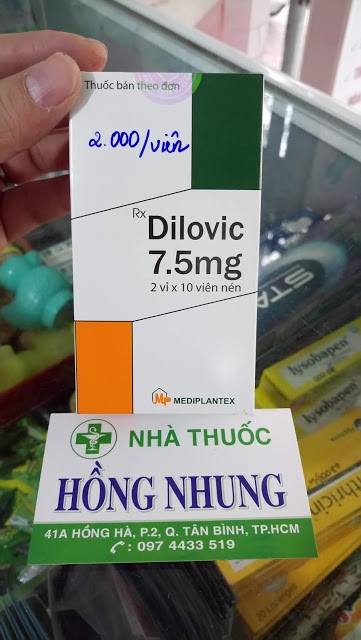 Thuốc bán theo đơn
2.000/viên
Rx
Dilovic
7.5mg
2 vỉ x 10 viên nén
MEDIPLANTEX
NHÀ THUỐC
HỒNG NHUNG
41A HỒNG HÀ, P.2, Q. TÂN BÌNH, TP.HCM
: 097 4433 519
STA
lysobapen
lysobapen